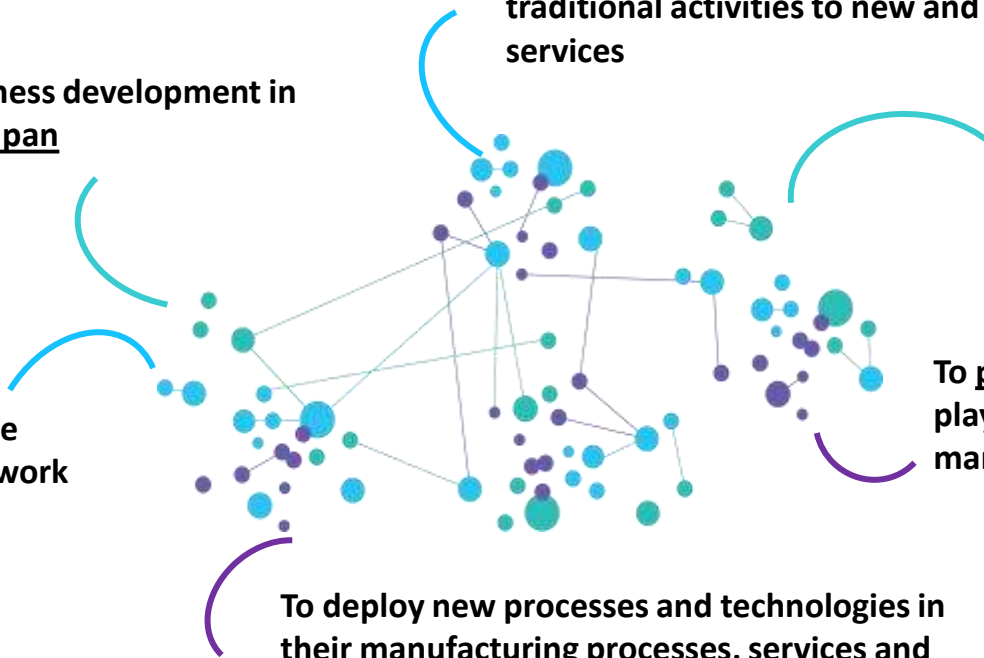 traditional activities to new and
services
ness development in
pan
e
work
To p
play
man
To deploy new processes and technologies in
their manufacturing processes, services and